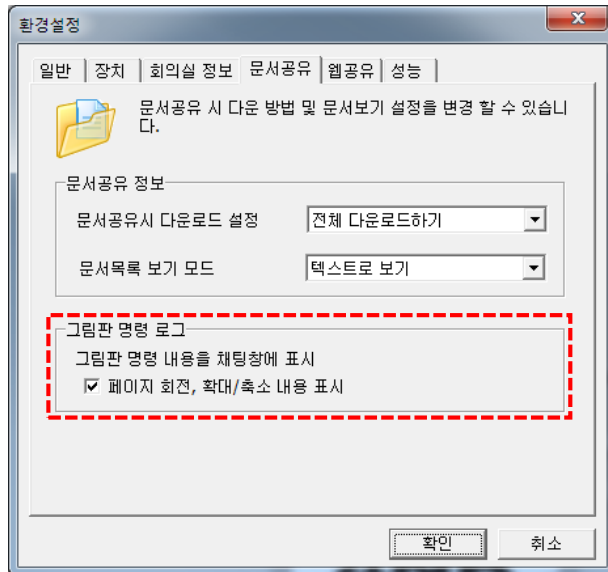 환경설정
일반 장치 회의실 정보 문서공유 웹공유 성능
문서공유 시 다운 방법 및 문서보기 설정을 변경 할 수 있습니
다.
문서공유 정보
문서공유시 다운로드 설정 전체 다운로드하기
문서목록 보기 모드 텍스트로 보기
그림판 명령 로그
그림판 명령 내용을 채팅창에 표시
페이지 회전, 확대/축소 내용 표시
확인 취소